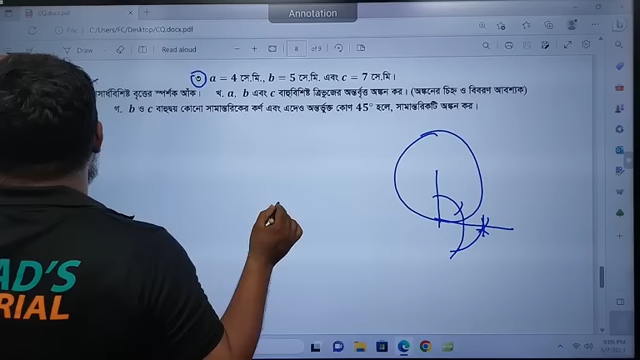 Annotation
CQ.docx.pdf
File
C:/Users/FC/Desktop/CQ.docx.pdf
Draw
Read aloud
8
of 9
৩ a = 4 সে.মি., b = 5 সে.মি. এবং c = 7 সে.মি।
সার্ধবিশিষ্ট বৃত্তের স্পর্শক আঁক। খ. a, b এবং c বাহুবিশিষ্ট ত্রিভুজের অন্তর্বৃত্ত অঙ্কন কর। (অঙ্কনের চিহ্ন ও বিবরণ আবশ্যক)
গ. b ও c বাহুদ্বয় কোনো সামান্তরিকের কর্ণ এবং এদেও অন্তর্ভুক্ত কোণ 45° হলে, সামান্তরিকটি অঙ্কন কর।
AD'S
RIAL